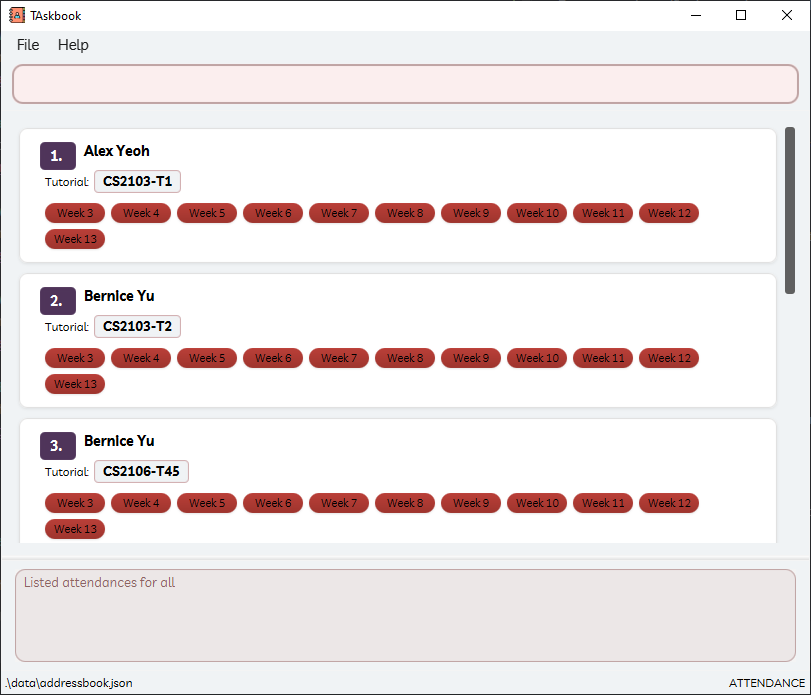 TAskbook
File Help
1. Alex Yeoh
Tutorial: CS2103-T1
Week 3 Week 4 Week 5 Week 6 Week 7 Week 8 Week 9 Week 10 Week 11 Week 12
Week 13
2. Bernice Yu
Tutorial: CS2103-T2
Week 3 Week 4 Week 5 Week 6 Week 7 Week 8 Week 9 Week 10 Week 11 Week 12
Week 13
3. Bernice Yu
Tutorial: CS2106-T45
Week 3 Week 4 Week 5 Week 6 Week 7 Week 8 Week 9 Week 10 Week 11 Week 12
Week 13
Listed attendances for all
.\data\addressbook.json ATTENDANCE